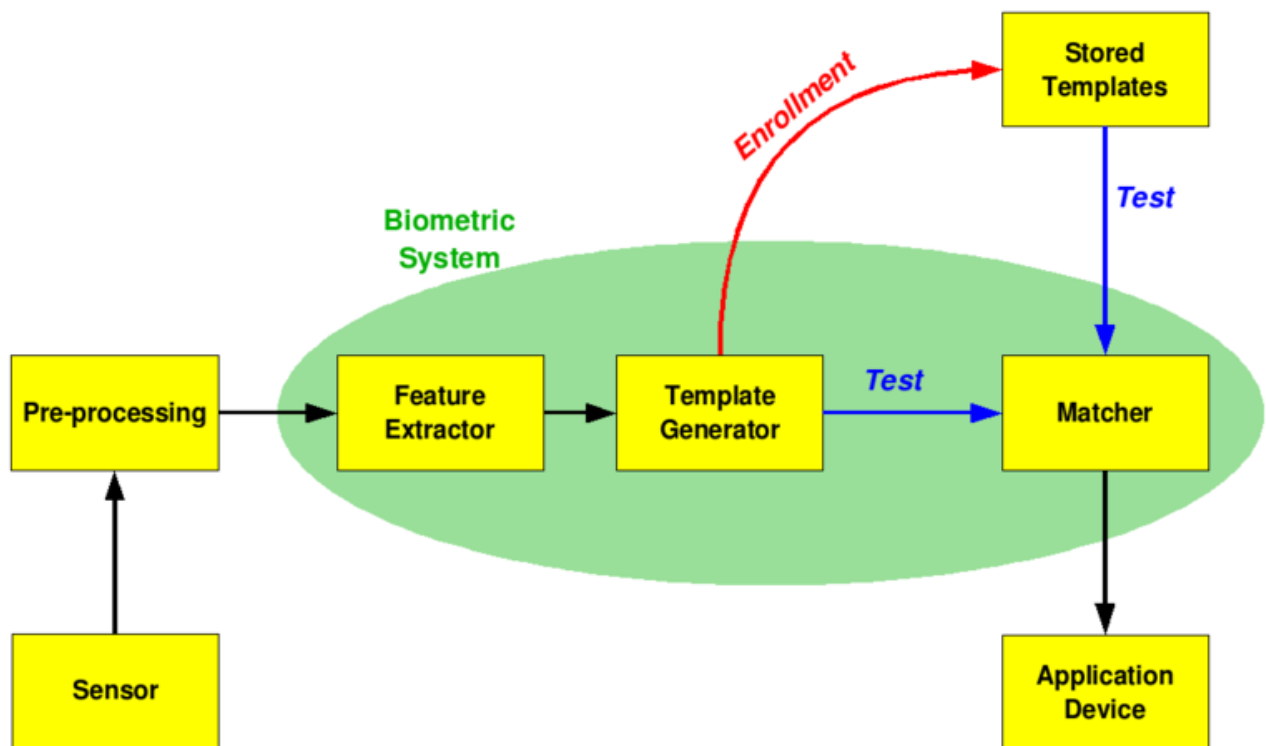 Stored
Templates
Enrollment
Test
Biometric
System
Pre-processing
Feature
Extractor
Template
Generator
Test
Matcher
Sensor
Application
Device